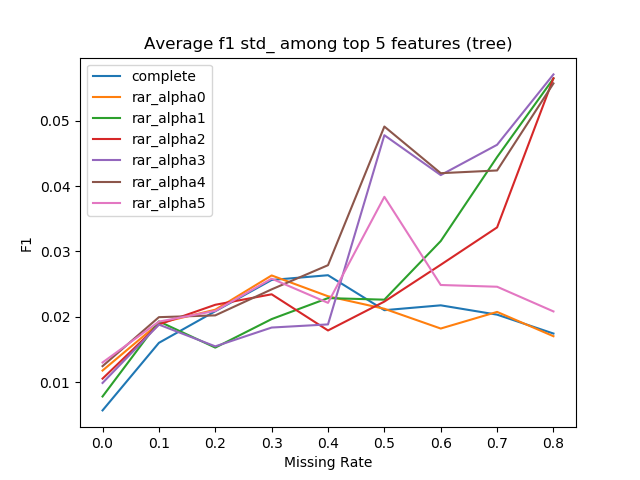 Average f1 std_ among top 5 features (tree)
complete
rar_alpha0
rar_alpha1
rar_alpha2
rar_alpha3
rar_alpha4
rar_alpha5
0.05
0.04
0.03
0.02
0.01
F1
0.0 0.1 0.2 0.3 0.4 0.5 0.6 0.7 0.8
Missing Rate